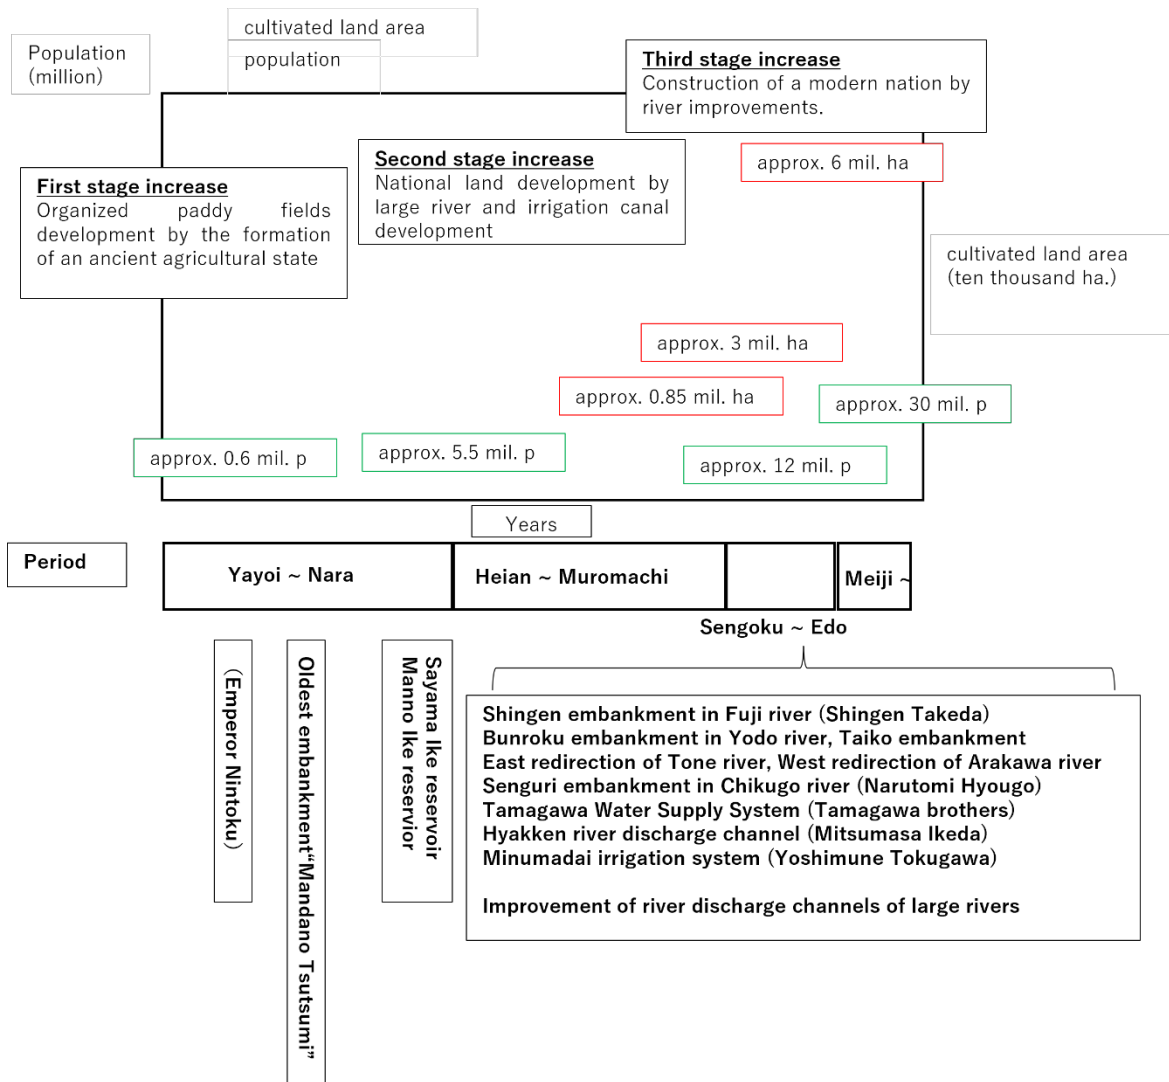 cultivated land area
population
Population
(million)
Third stage increase
Construction of a modern nation by
river improvements.
Second stage increase
National land development by
large river and irrigation canal
development
approx. 6 mil. ha
First stage increase
Organized paddy fields
development by the formation
of an ancient agricultural state
cultivated land area
(ten thousand ha.)
approx. 3 mil. ha
approx. 0.85 mil. ha
approx. 30 mil. p
approx. 0.6 mil. p
approx. 5.5 mil. p
approx. 12 mil. p
Years
Period
Yayoi ~ Nara
Heian ~ Muromachi
Meiji ~
Sengoku ~ Edo
(Emperor Nintoku)
Oldest embankment“Mandano Tsutsumi”
Sayama Ike reservoir
Manno Ike reservior
Shingen embankment in Fuji river (Shingen Takeda)
Bunroku embankment in Yodo river, Taiko embankment
East redirection of Tone river, West redirection of Arakawa river
Senguri embankment in Chikugo river (Narutomi Hyougo)
Tamagawa Water Supply System (Tamagawa brothers)
Hyakken river discharge channel (Mitsumasa Ikeda)
Minumadai irrigation system (Yoshimune Tokugawa)
Improvement of river discharge channels of large rivers